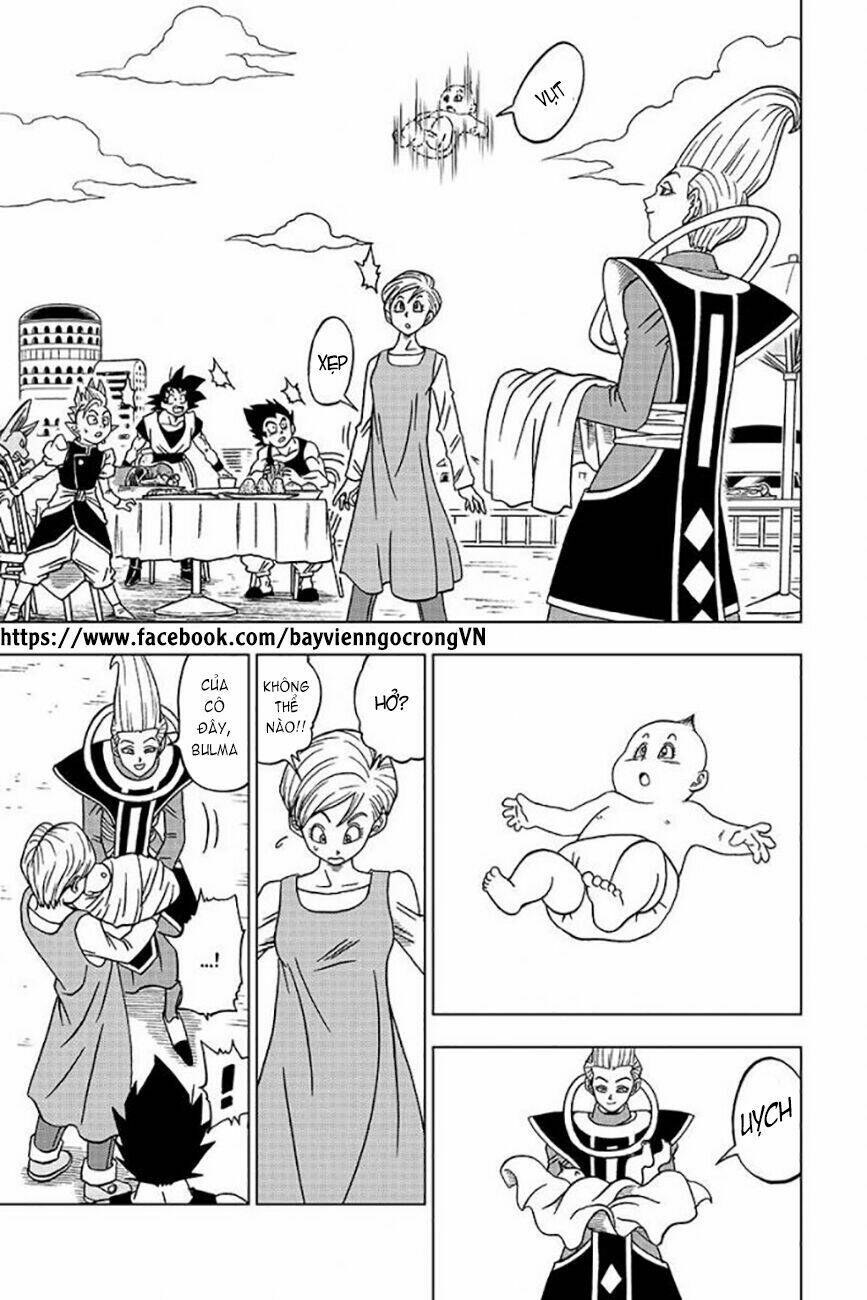 VỤT
XẸP
https://www.facebook.com/bayvienngocrongVN
UỴCH
HỞ?
KHÔNG
THỂ
NÀO!!
CỦA
CÔ
ĐÂY,
BULMA
...!
!